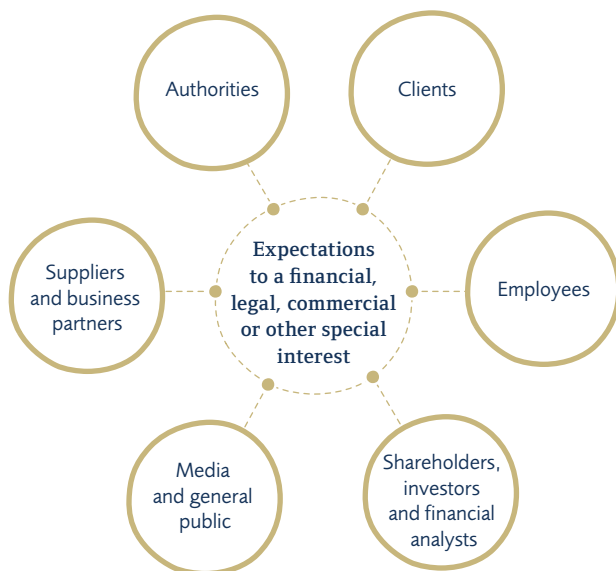 Authorities
Clients
Suppliers
and business
partners
Expectations
to a financial,
legal, commercial
or other special
interest
Employees
Media
and general
public
Shareholders,
investors
and financial
analysts